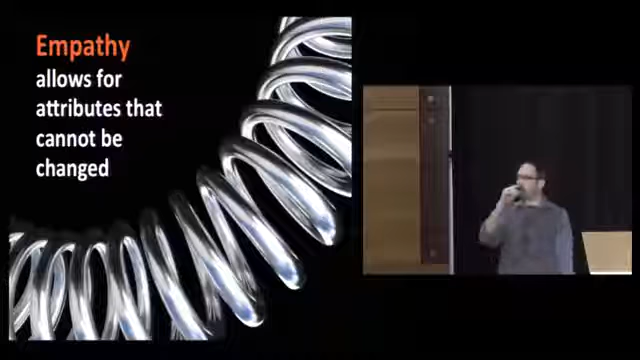 Empathy
allows for
attributes that
cannot be
changed